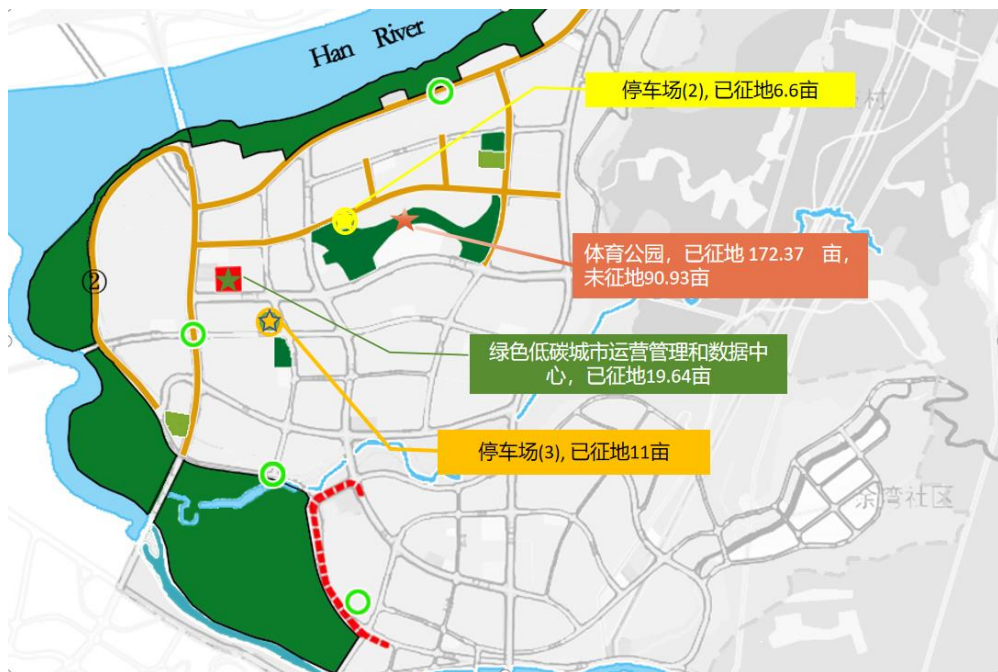 Han River
停车场(2), 已征地6.6亩
村
体育公园，已征地 172.37 亩，
未征地90.93亩
②
绿色低碳城市运营管理和数据中
心，已征地19.64亩
停车场(3), 已征地11亩
余湾社区